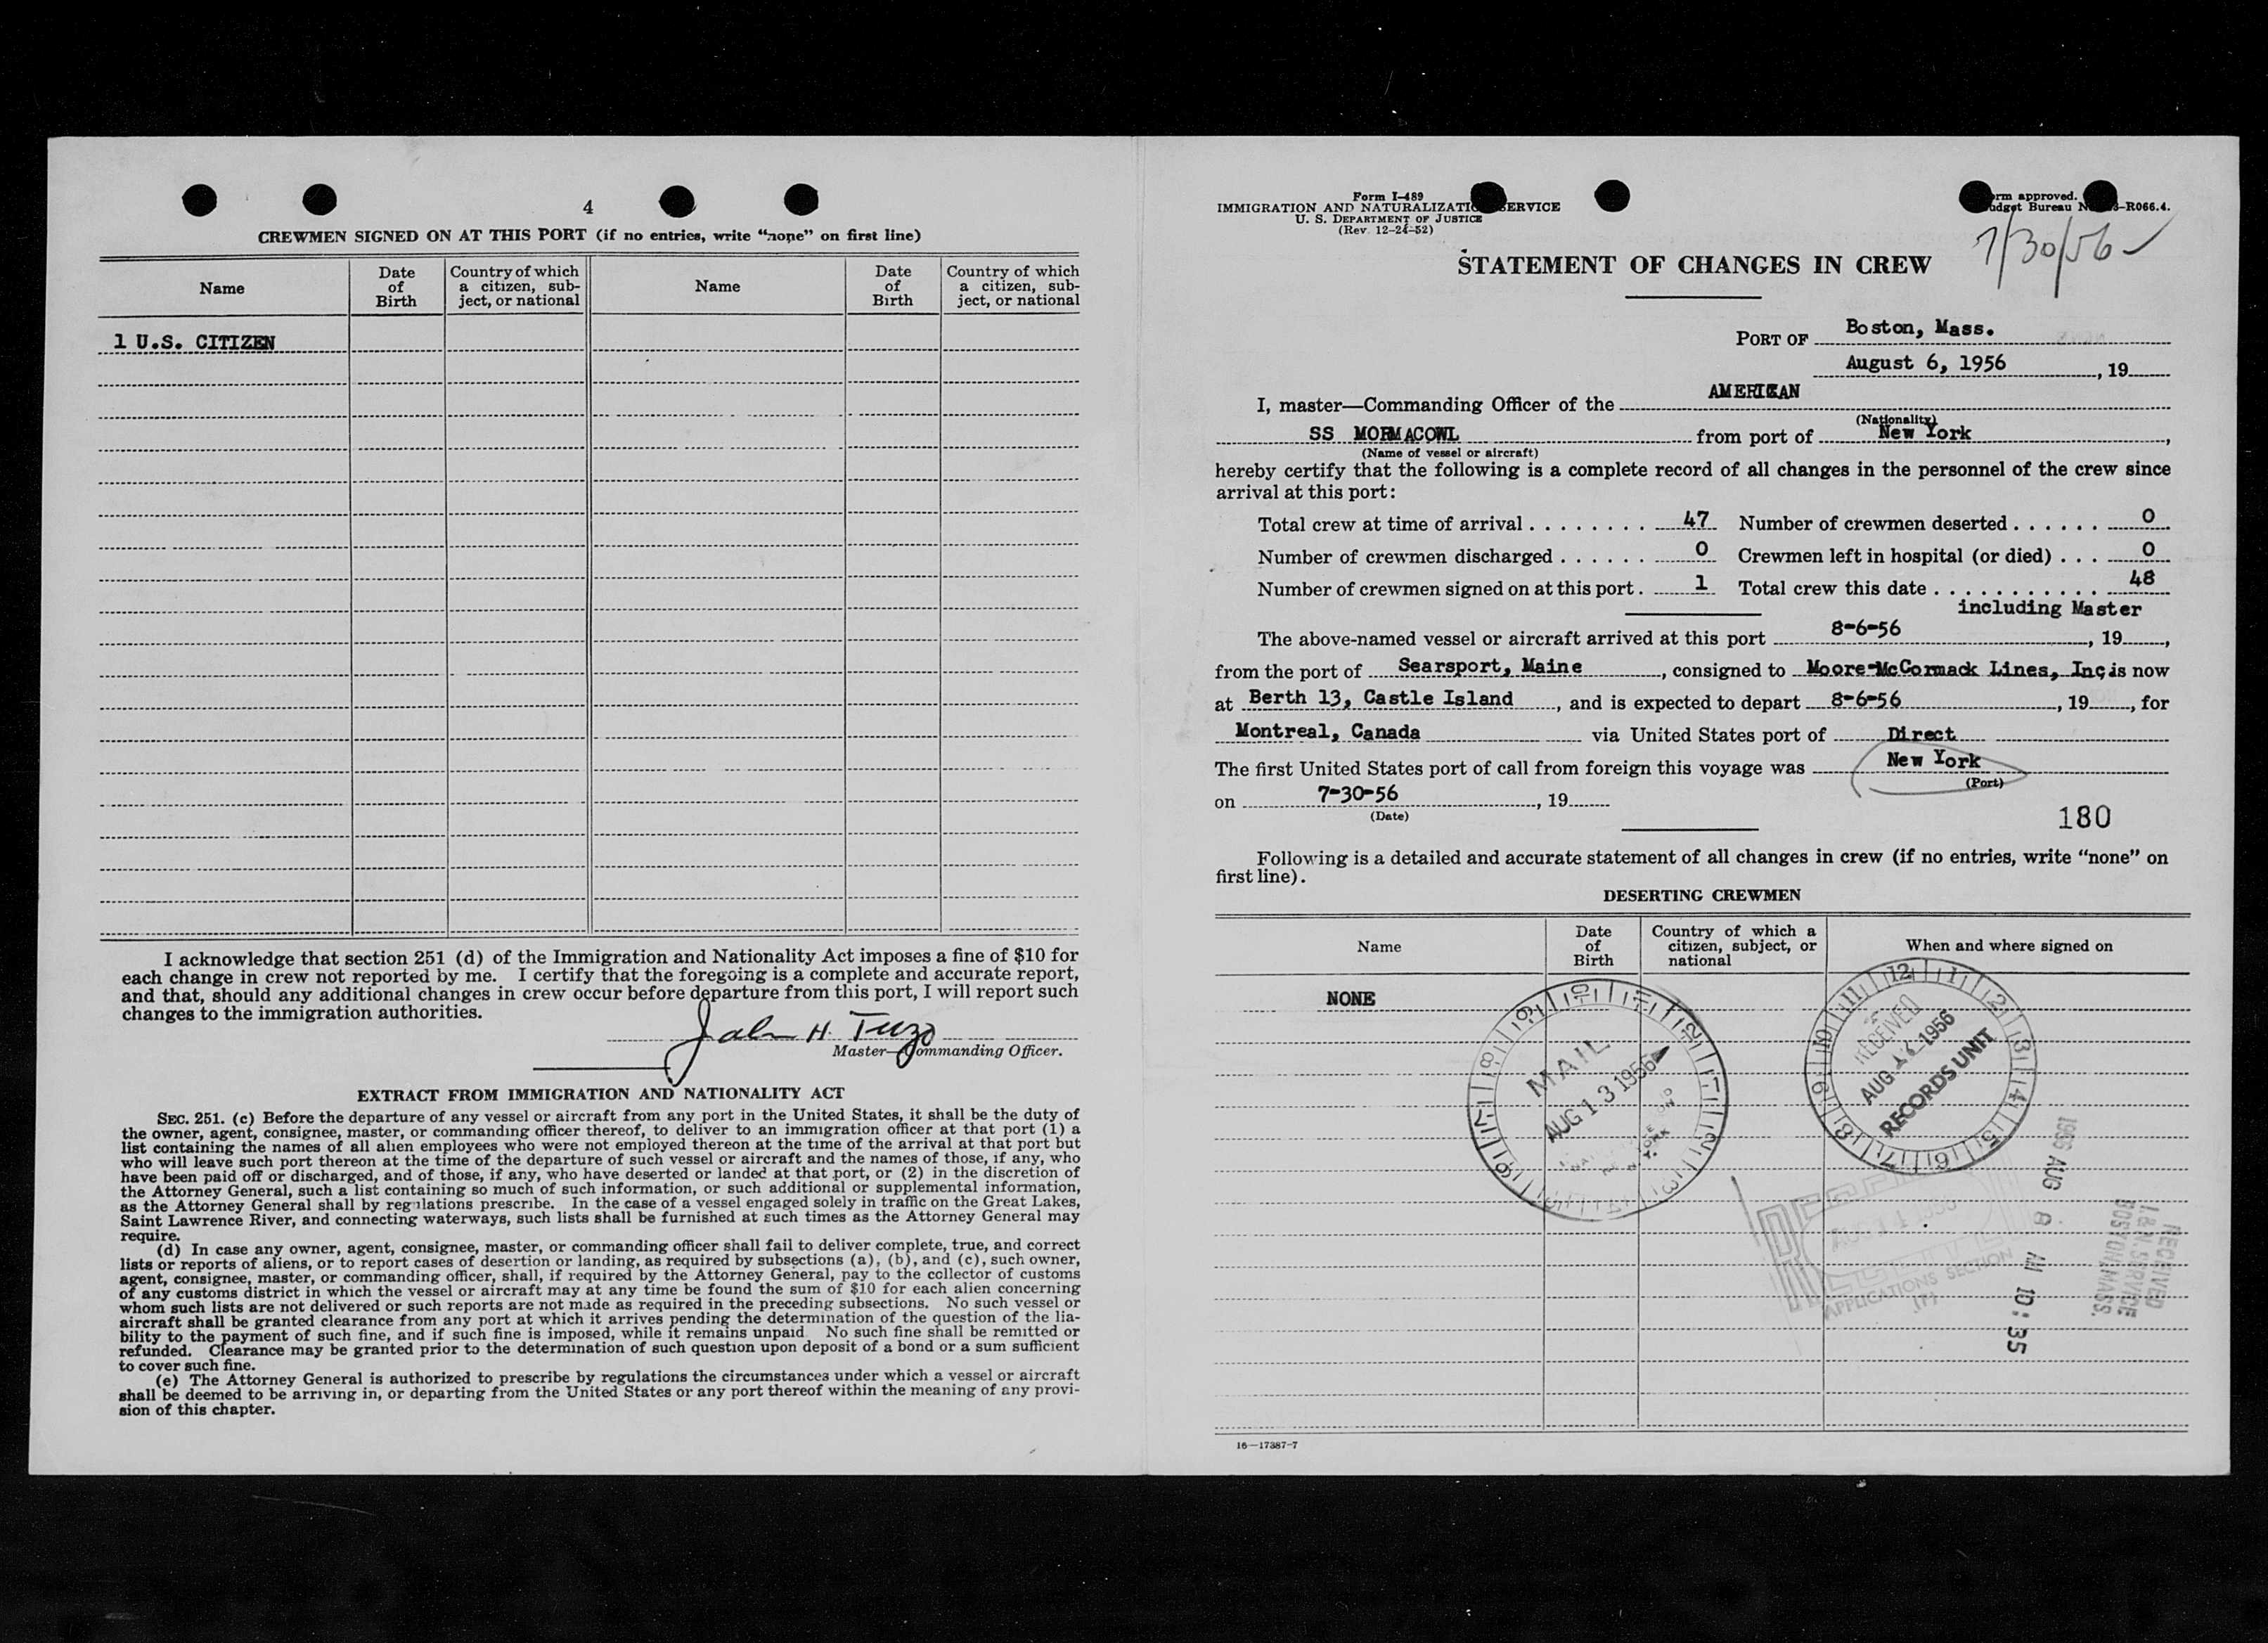 4
CREWMEN SIGNED ON AT THIS PORT (if no entries, write “none” on first line)
Name
Date of Birth
Country of which a citizen, subject, or national
Name
Date of Birth
Country of which a citizen, subject, or national
1 U.S. CITIZEN
I acknowledge that section 251 (d) of the Immigration and Nationality Act imposes a fine of $10 for
each change in crew not reported by me. I certify that the foregoing is a complete and accurate report,
and that, should any additional changes in crew occur before departure from this port, I will report such
changes to the immigration authorities.
John H. Tuzo
Master—Commanding Officer.
EXTRACT FROM IMMIGRATION AND NATIONALITY ACT
SEC. 251. (c) Before the departure of any vessel or aircraft from any port in the United States, it shall be the duty of
the owner, agent, consignee, master, or commanding officer thereof, to deliver to an immigration officer at that port (1) a
list containing the names of all alien employees who were not employed thereon at the time of the arrival at that port but
who will leave such port thereon at the time of the departure of such vessel or aircraft and the names of those, if any, who
have been paid off or discharged, and of those, if any, who have deserted or landed at that port, or (2) in the discretion of
the Attorney General, such a list containing so much of such information, or such additional or supplemental information,
as the Attorney General shall by regulations prescribe. In the case of a vessel engaged solely in traffic on the Great Lakes,
Saint Lawrence River, and connecting waterways, such lists shall be furnished at such times as the Attorney General may
require.
(d) In case any owner, agent, consignee, master, or commanding officer shall fail to deliver complete, true, and correct
lists or reports of aliens, or to report cases of desertion or landing, as required by subsections (a), (b), and (c), such owner,
agent, consignee, master, or commanding officer, shall, if required by the Attorney General, pay to the collector of customs
of any customs district in which the vessel or aircraft may at any time be found the sum of $10 for each alien concerning
whom such lists are not delivered or such reports are not made as required in the preceding subsections. No such vessel or
aircraft shall be granted clearance from any port at which it arrives pending the determination of the question of the lia-
bility to the payment of such fine, and if such fine is imposed, while it remains unpaid. No such fine shall be remitted or
refunded. Clearance may be granted prior to the determination of such question upon deposit of a bond or a sum sufficient
to cover such fine.
(e) The Attorney General is authorized to prescribe by regulations the circumstances under which a vessel or aircraft
shall be deemed to be arriving in, or departing from the United States or any port thereof within the meaning of any provi-
sion of this chapter.
Form I-489
IMMIGRATION AND NATURALIZATION SERVICE
U. S. DEPARTMENT OF JUSTICE
(Rev. 12-24-52)
Form approved.
Budget Bureau No. -R066.4.
7/30/56
STATEMENT OF CHANGES IN CREW
PORT OF Boston, Mass.
August 6, 1956, 19
I, master—Commanding Officer of the AMERICAN
(Nationality)
SS MORMACOWL from port of New York,
(Name of vessel or aircraft)
hereby certify that the following is a complete record of all changes in the personnel of the crew since
arrival at this port:
Total crew at time of arrival 47 Number of crewmen deserted 0
Number of crewmen discharged 0 Crewmen left in hospital (or died) 0
Number of crewmen signed on at this port 1 Total crew this date 48
including Master
The above-named vessel or aircraft arrived at this port 8-6-56, 19,
from the port of Searsport, Maine, consigned to Moore-McCormack Lines, Inc. is now
at Berth 13, Castle Island, and is expected to depart 8-6-56, 19, for
Montreal, Canada via United States port of Direct
The first United States port of call from foreign this voyage was New York
(Port)
on 7-30-56, 19
(Date)
180
Following is a detailed and accurate statement of all changes in crew (if no entries, write “none” on
first line).
DESERTING CREWMEN
Name
Date of Birth
Country of which a citizen, subject, or national
When and where signed on
NONE
MAIL
AUG 13 1956
N.Y.
RECEIVED
AUG 1956
RECORDS UNIT
APPLICATIONS SECTION
1956 AUG 8 AM 10:35
RECEIVED
I.& N. SERVICE
BOSTON, MASS.
16—17387-7